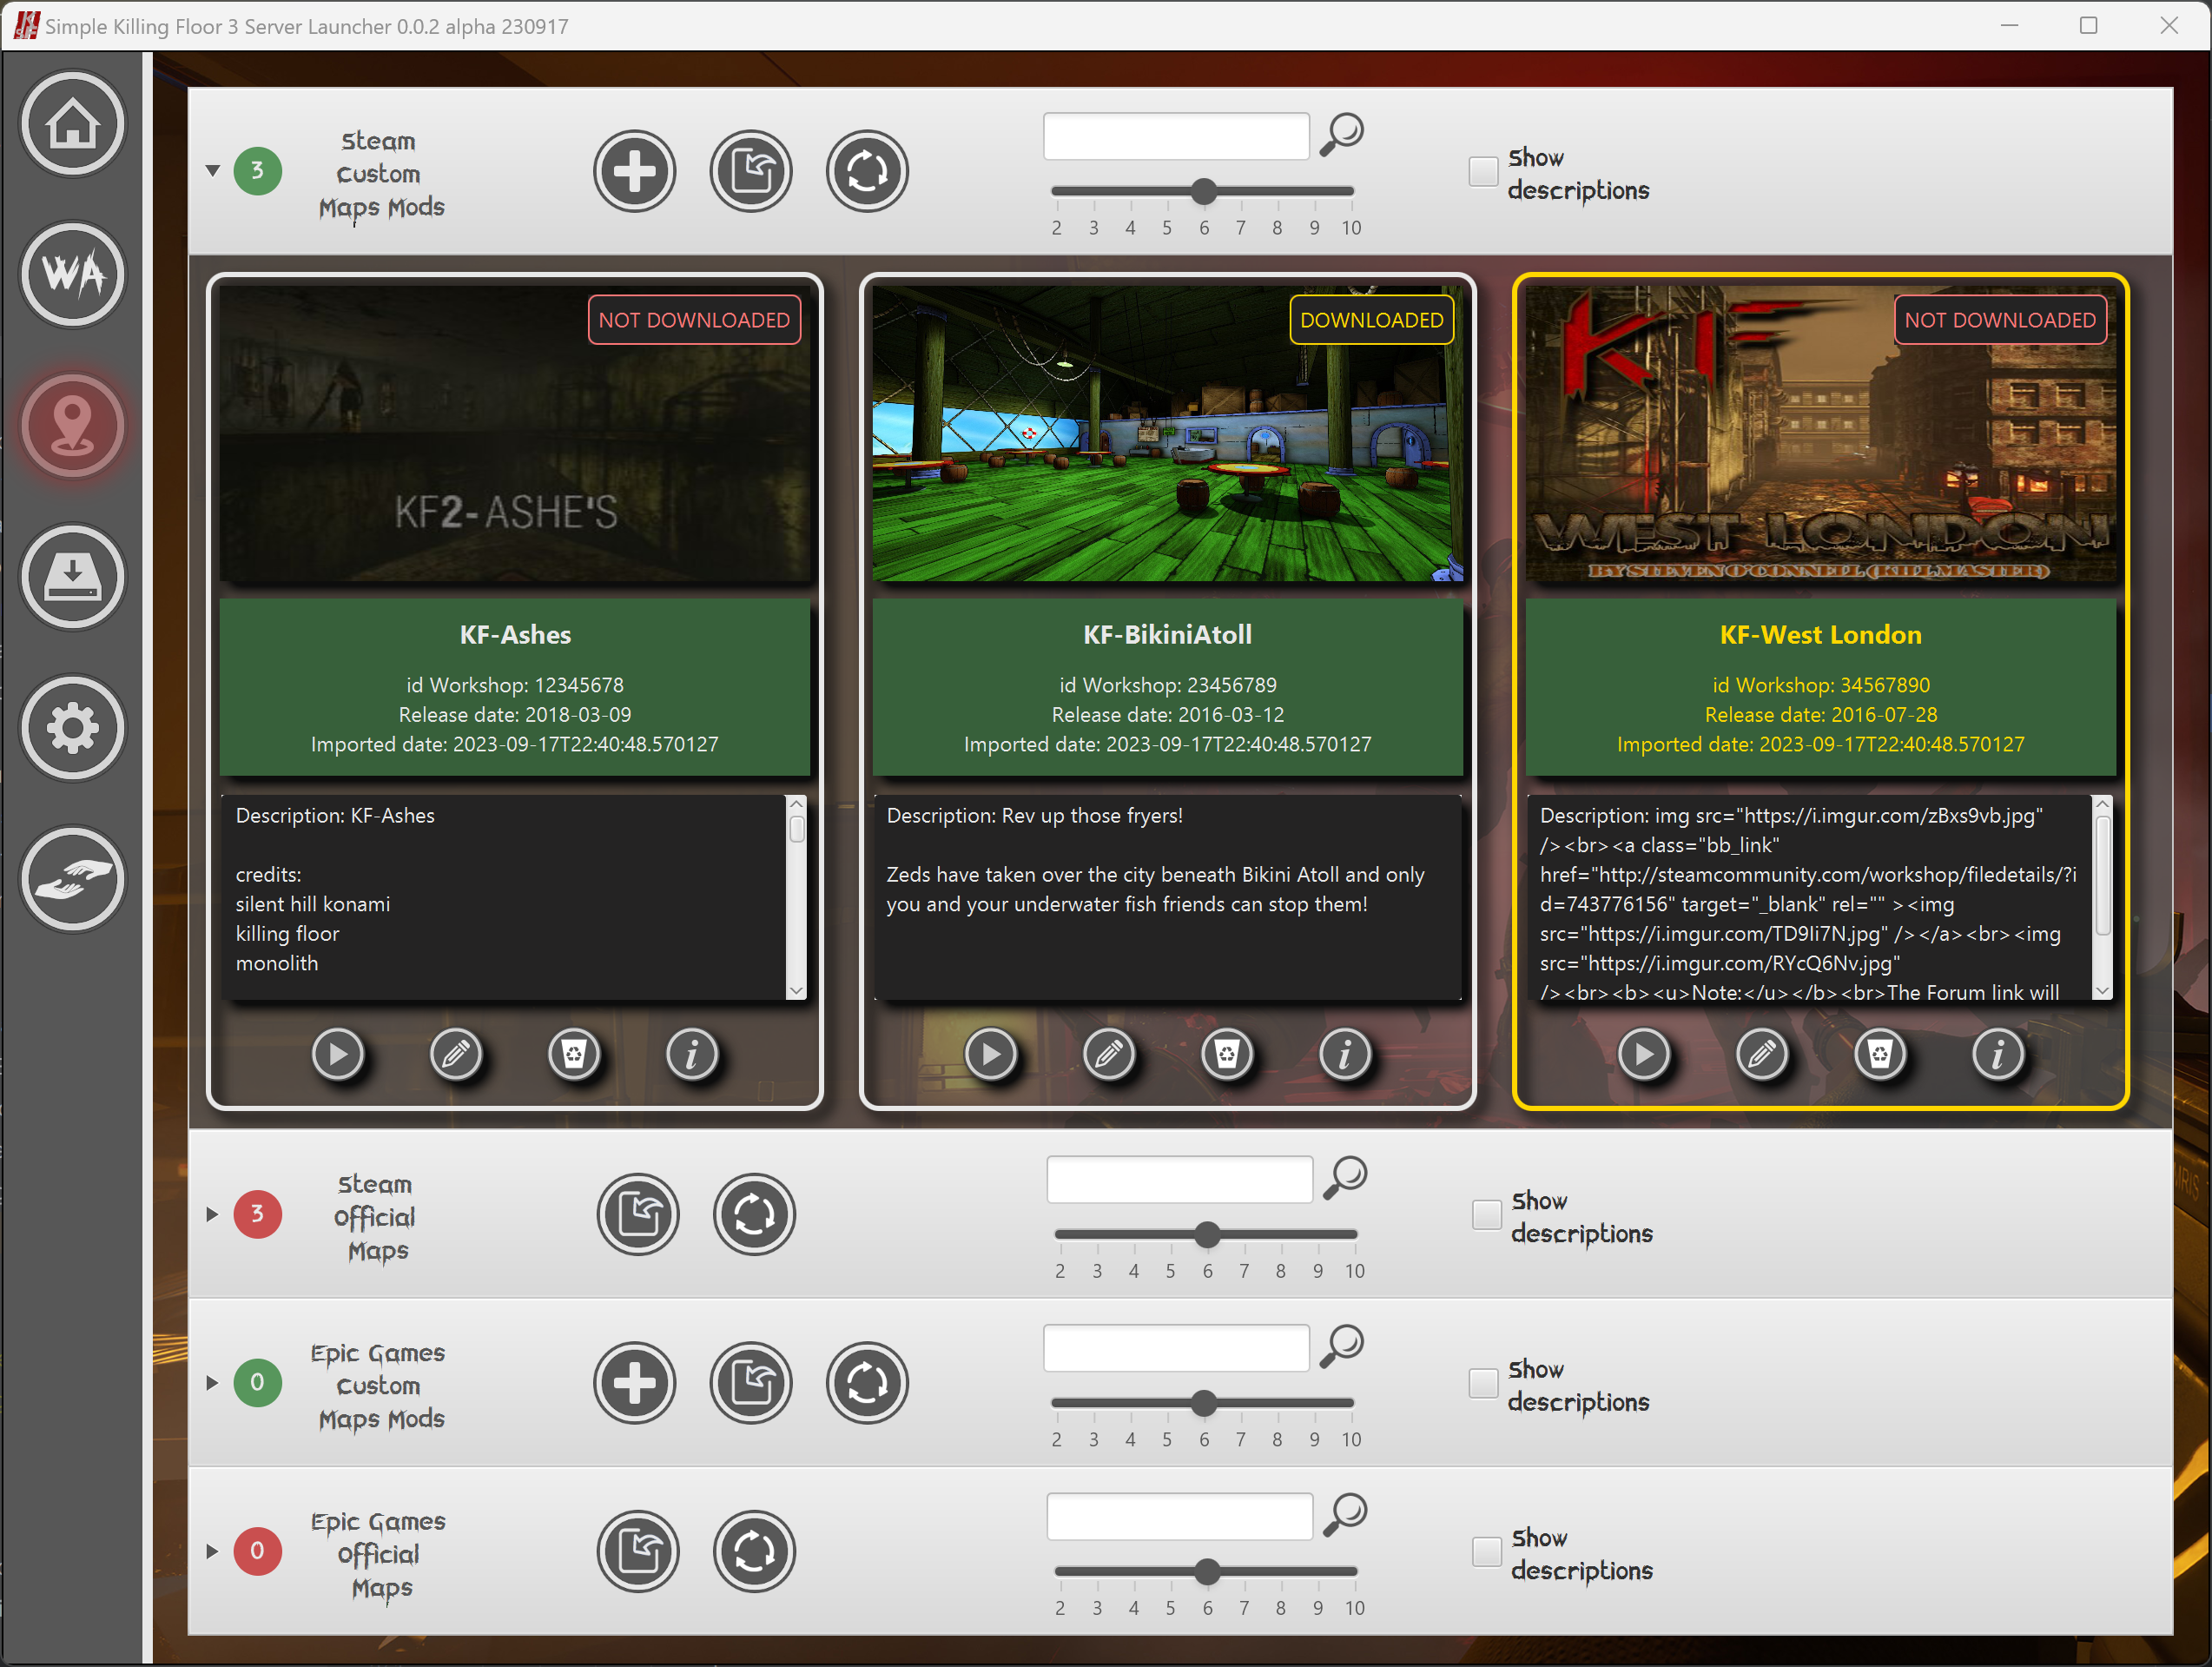 Simple Killing Floor 3 Server Launcher 0.0.2 alpha 230917
WA
3
Steam
Custom
Maps Mods
2 3 4 5 6 7 8 9 10
Show
descriptions
NOT DOWNLOADED
KF2-ASHE'S
KF-Ashes
id Workshop: 12345678
Release date: 2018-03-09
Imported date: 2023-09-17T22:40:48.570127
Description: KF-Ashes
credits:
silent hill konami
killing floor
monolith
DOWNLOADED
KF-BikiniAtoll
id Workshop: 23456789
Release date: 2016-03-12
Imported date: 2023-09-17T22:40:48.570127
Description: Rev up those fryers!
Zeds have taken over the city beneath Bikini Atoll and only
you and your underwater fish friends can stop them!
NOT DOWNLOADED
KF
WEST LONDON
BY STEVEN O'CONNELL (KILLMASTER)
KF-West London
id Workshop: 34567890
Release date: 2016-07-28
Imported date: 2023-09-17T22:40:48.570127
Description: img src="https://i.imgur.com/zBxs9vb.jpg"
/><br><a class="bb_link"
href="http://steamcommunity.com/workshop/filedetails/?i
d=743776156" target="_blank" rel="" ><img
src="https://i.imgur.com/TD9Ii7N.jpg" /></a><br><img
src="https://i.imgur.com/RYcQ6Nv.jpg"
/><br><b><u>Note:</u></b><br>The Forum link will
3
Steam
Official
Maps
2 3 4 5 6 7 8 9 10
Show
descriptions
0
Epic Games
Custom
Maps Mods
2 3 4 5 6 7 8 9 10
Show
descriptions
0
Epic Games
Official
Maps
2 3 4 5 6 7 8 9 10
Show
descriptions